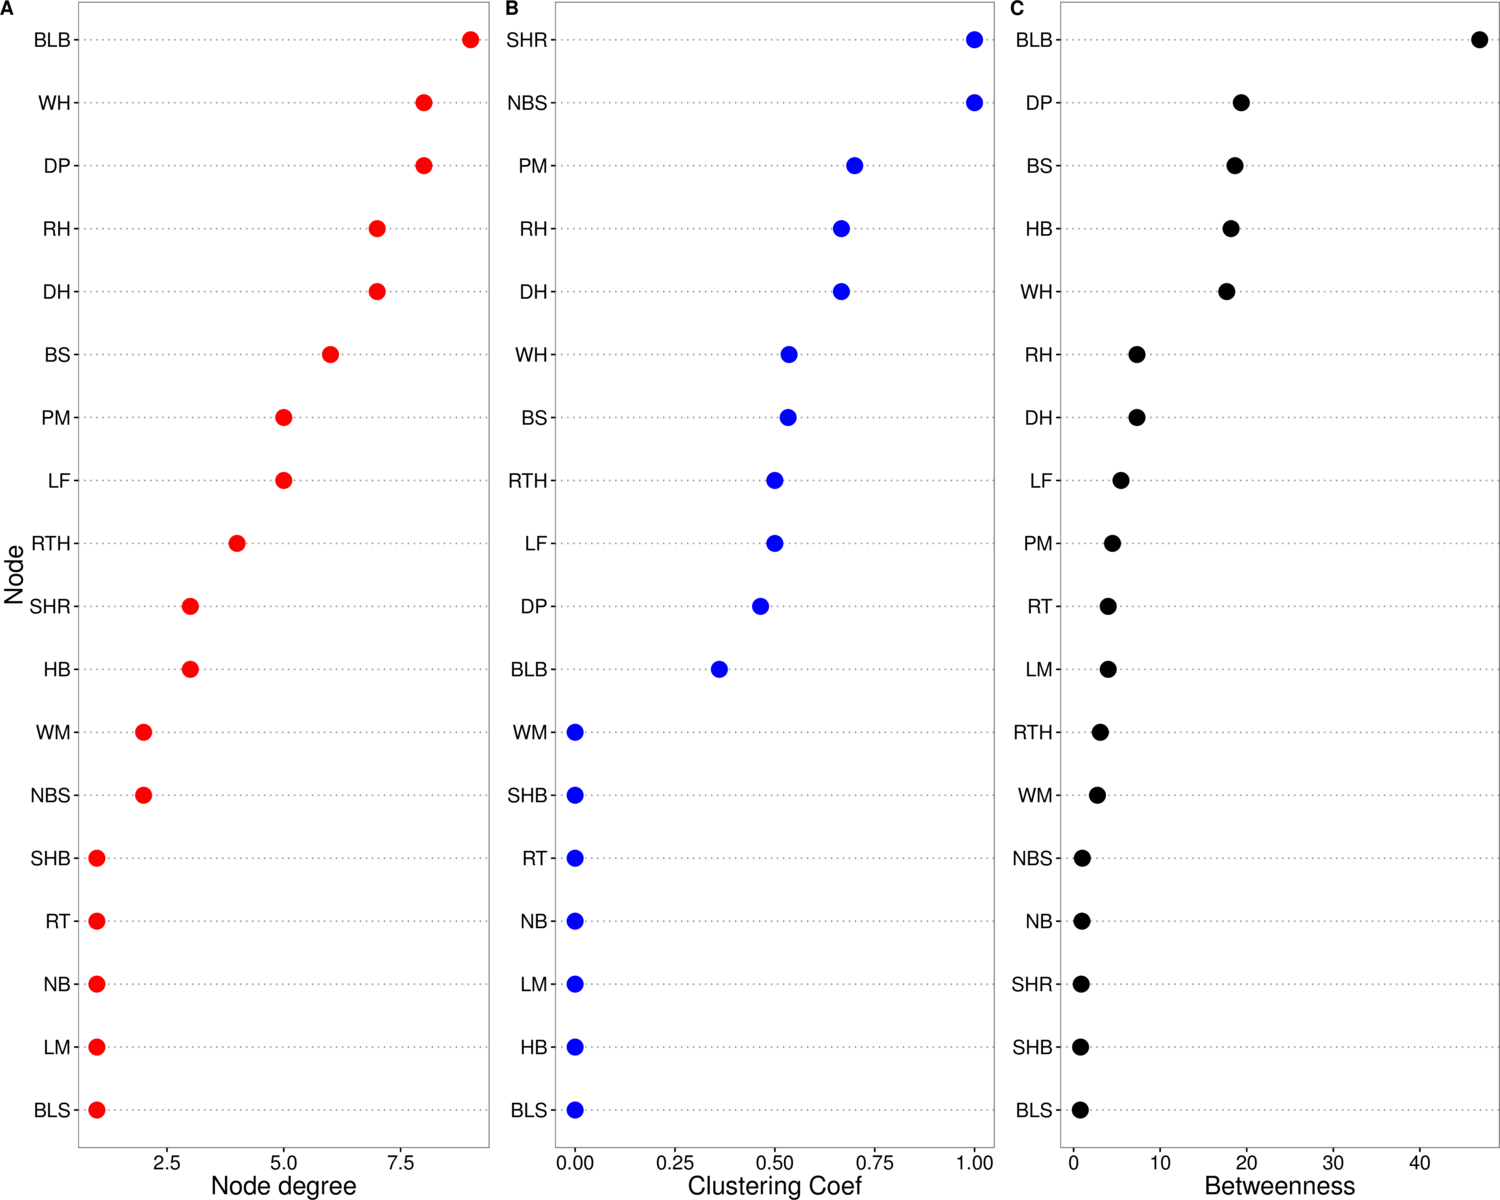 A
BLB
WH
DP
RH
DH
BS
PM
LF
RTH
SHR
HB
WM
NBS
SHB
RT
NB
LM
BLS
Node
2.5 5.0 7.5
Node degree
B
SHR
NBS
PM
RH
DH
WH
BS
RTH
LF
DP
BLB
WM
SHB
RT
NB
LM
HB
BLS
0.00 0.25 0.50 0.75 1.00
Clustering Coef
C
BLB
DP
BS
HB
WH
RH
DH
LF
PM
RT
LM
RTH
WM
NBS
NB
SHR
SHB
BLS
0 10 20 30 40
Betweenness